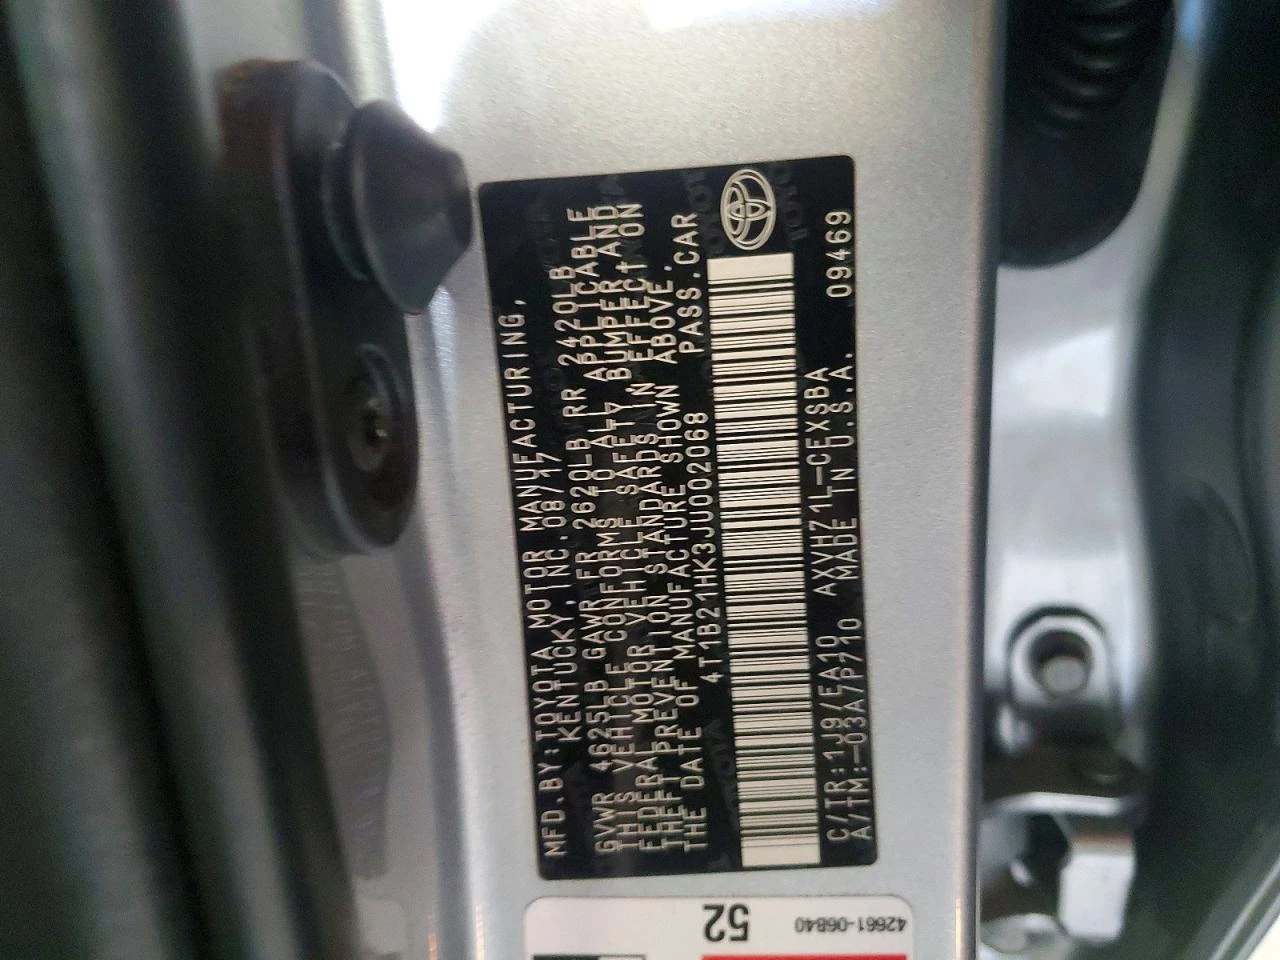 MFD.BY:TOYOTA MOTOR MANUFACTURING,
KENTUCKY,INC.08/17
GVWR 4625LB GAWR FR 2620LB RR 2420LB
THIS VEHICLE CONFORMS TO ALL APPLICABLE
FEDERAL MOTOR VEHICLE SAFETY, BUMPER, AND
THEFT PREVENTION STANDARDS IN EFFECT ON
THE DATE OF MANUFACTURE SHOWN ABOVE.
4T1B21HK3JU002068 PASS.CAR
C/TR:1J9/EA10 AXVH71L-CEXSBA 09469
A/TM:-03A/P710 MADE IN U.S.A.
52
42661-06B40